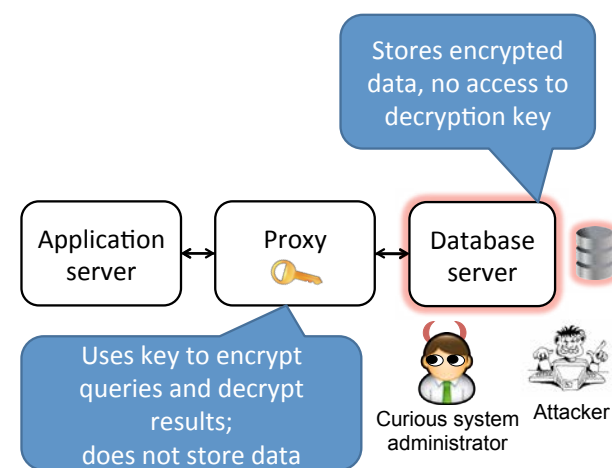 Stores encrypted
data, no access to
decryption key
Application
server
Proxy
Database
server
Uses key to encrypt
queries and decrypt
results;
does not store data
Curious system
administrator
Attacker